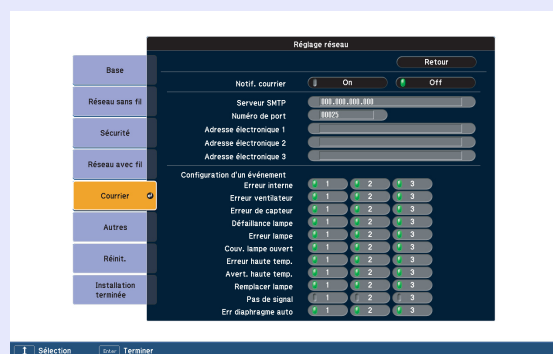 Réglage réseau
Retour
Base
Réseau sans fil
Sécurité
Réseau avec fil
Courrier
Autres
Réinit.
Installation
terminée
Notif. courrier On Off
Serveur SMTP 000.000.000.000
Numéro de port 00025
Adresse électronique 1
Adresse électronique 2
Adresse électronique 3
Configuration d'un événement
Erreur interne 1 2 3
Erreur ventilateur 1 2 3
Erreur de capteur 1 2 3
Défaillance lampe 1 2 3
Erreur lampe 1 2 3
Couv. lampe ouvert 1 2 3
Erreur haute temp. 1 2 3
Avert. haute temp. 1 2 3
Remplacer lampe 1 2 3
Pas de signal 1 2 3
Err diaphragme auto 1 2 3
Sélection Enter Terminer